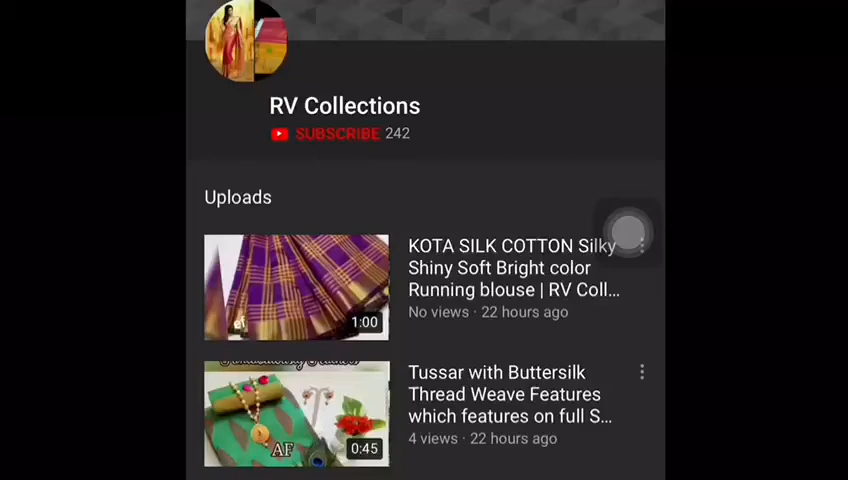 RV Collections
SUBSCRIBE 242
Uploads
KOTA SILK COTTON Silky
Shiny Soft Bright color
Running blouse | RV Coll...
No views · 22 hours ago
ef
1:00
Tussar with Buttersilk
Thread Weave Features
which features on full S...
4 views · 22 hours ago
AF
0:45